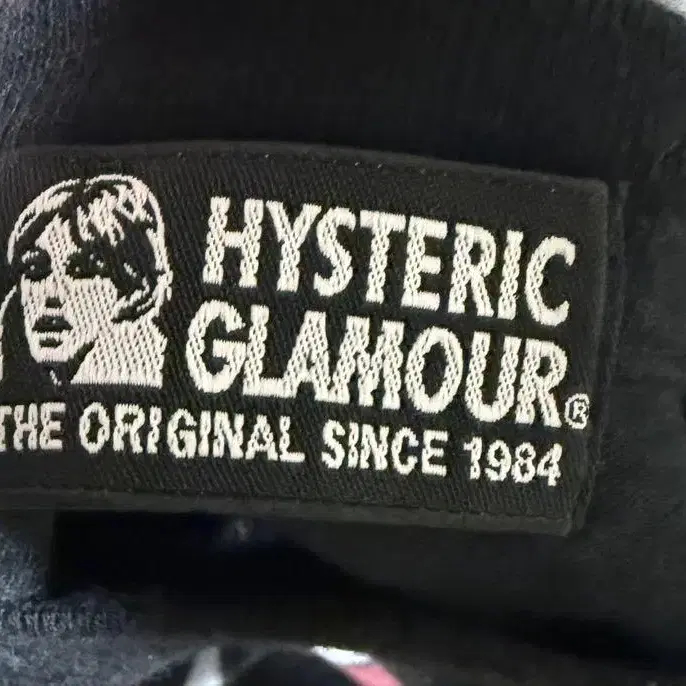 HYSTERIC
GLAMOUR®
THE ORIGINAL SINCE 1984